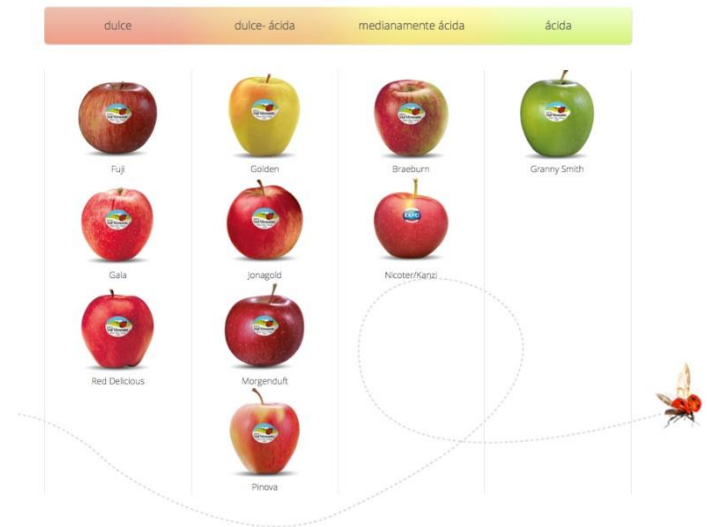 dulce
dulce- ácida
medianamente ácida
ácida
Fuji
Golden
Braeburn
Granny Smith
Gala
Jonagold
Nicoter/Kanzi
Red Delicious
Morgenduft
Pinova